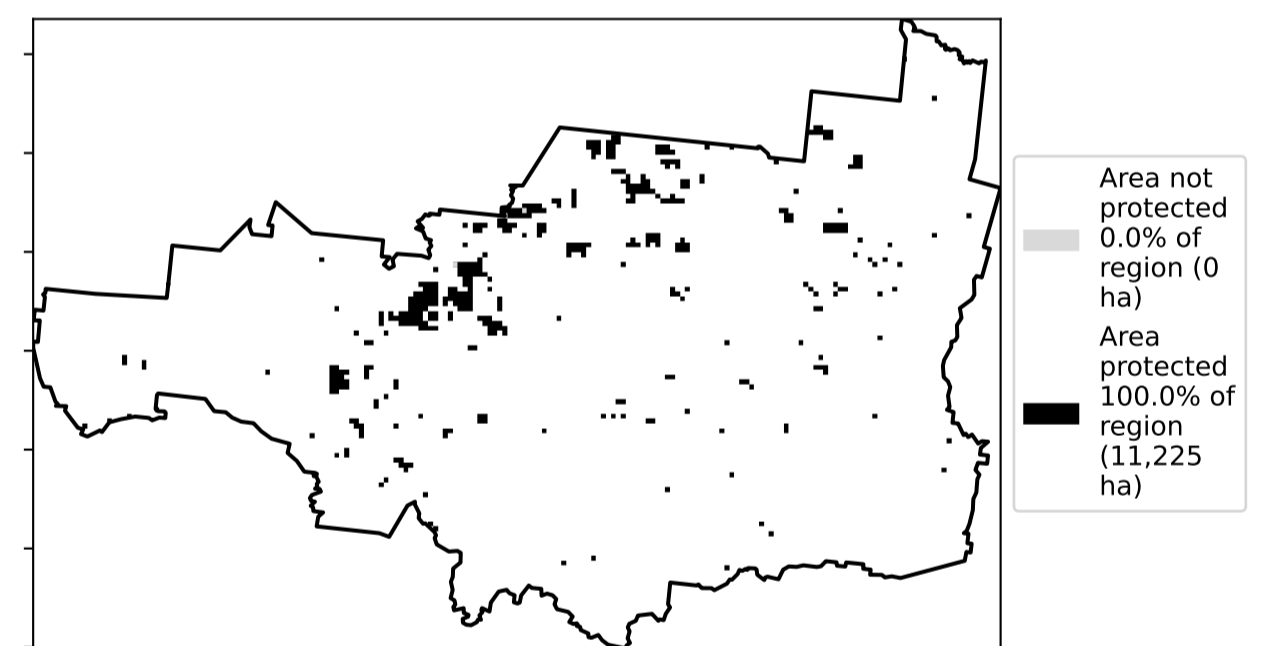 Area not
protected
0.0% of
region (0
ha)
Area
protected
100.0% of
region
(11,225
ha)